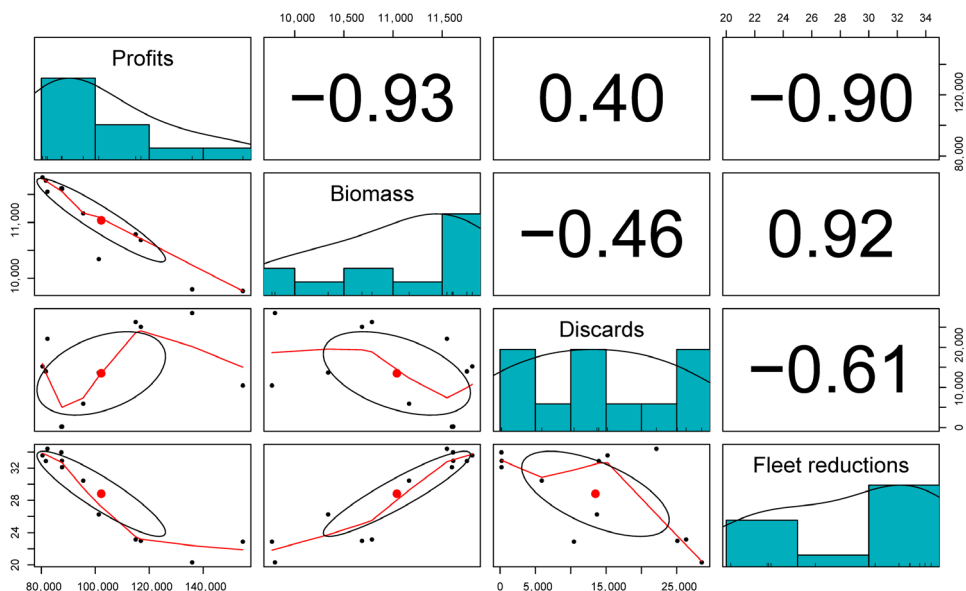 10,000 10,500 11,000 11,500
20 22 24 26 28 30 32 34
Profits
−0.93
0.40
−0.90
80,000 120,000
10,000 11,000
Biomass
−0.46
0.92
Discards
−0.61
0 10,000 20,000
20 24 28 32
Fleet reductions
80.000 100.000 120.000 140.000
0 5.000 15.000 25.000